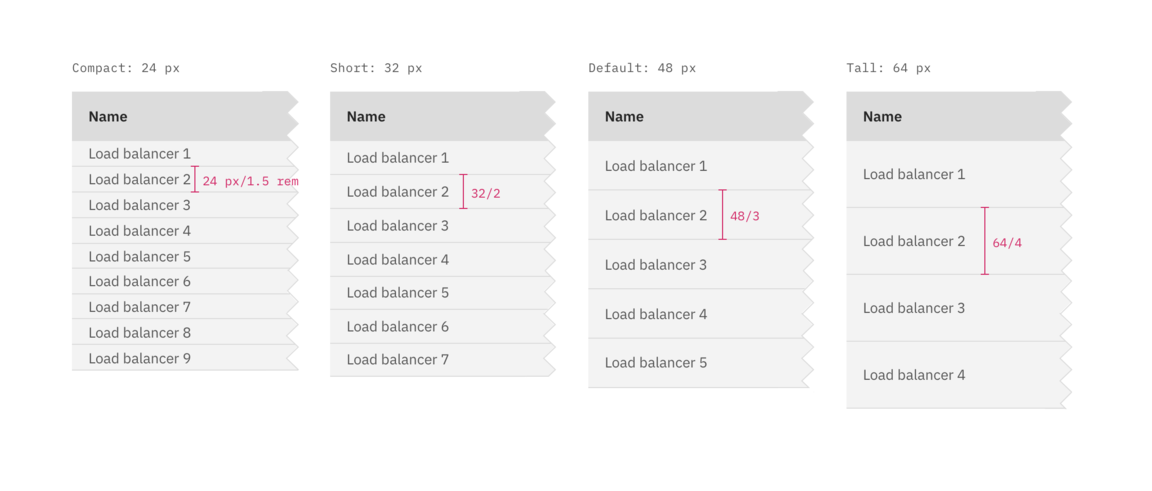 Compact: 24 px
Name
Load balancer 1
Load balancer 2
24 px/1.5 rem
Load balancer 3
Load balancer 4
Load balancer 5
Load balancer 6
Load balancer 7
Load balancer 8
Load balancer 9
Short: 32 px
Name
Load balancer 1
Load balancer 2
32/2
Load balancer 3
Load balancer 4
Load balancer 5
Load balancer 6
Load balancer 7
Default: 48 px
Name
Load balancer 1
Load balancer 2
48/3
Load balancer 3
Load balancer 4
Load balancer 5
Tall: 64 px
Name
Load balancer 1
Load balancer 2
64/4
Load balancer 3
Load balancer 4